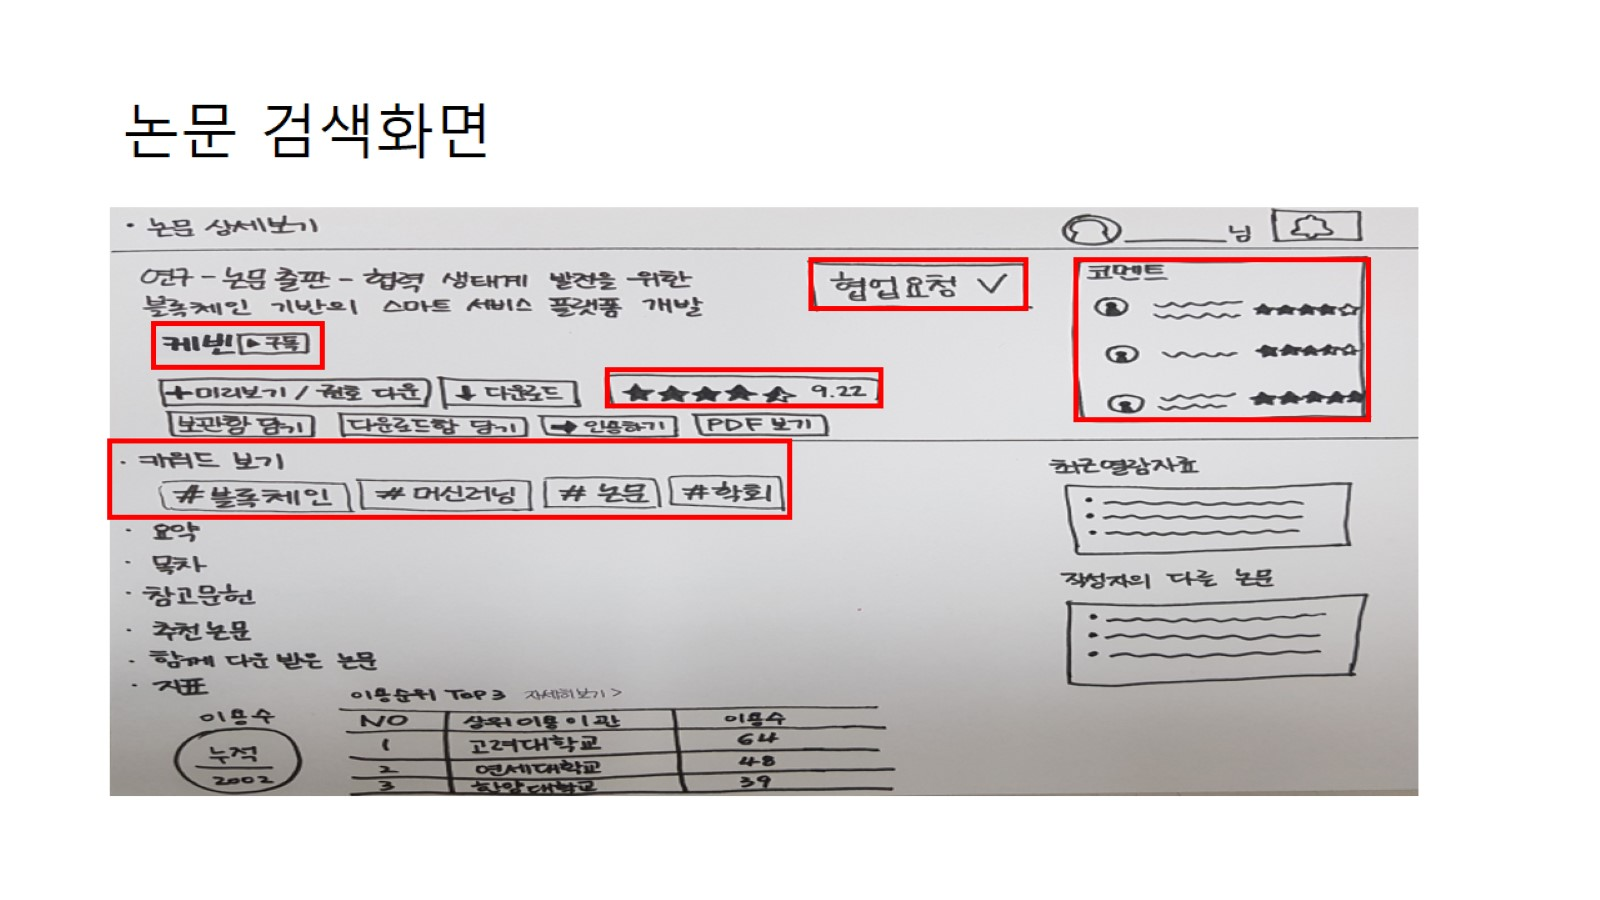 논문 검색화면
· 논문 상세보기
님
연구-논문 출판-협력 생태계 발전을 위한
블록체인 기반의 스마트 서비스 플랫폼 개발
협업요청 ✓
케빈 ▶구독
+미리보기 / 다운
↓ 다운로드
★★★★☆ 9.22
보관함 담기
다운로드함 담기
➡ 인용하기
PDF 보기
코멘트
★★★★☆
★★★★☆
★★★★★
· 키워드 보기
#블록체인
#머신러닝
#논문
#학회
· 요약
· 목차
· 참고문헌
· 추천논문
· 함께 다운 받은 논문
· 지표
최근열람자료
작성자의 다른 논문
이용수
누적
2002
이용순위 TOP3 자세히보기 >
NO 상위이용이관 이용수
1 고려대학교 64
2 연세대학교 48
3 한양대학교 39